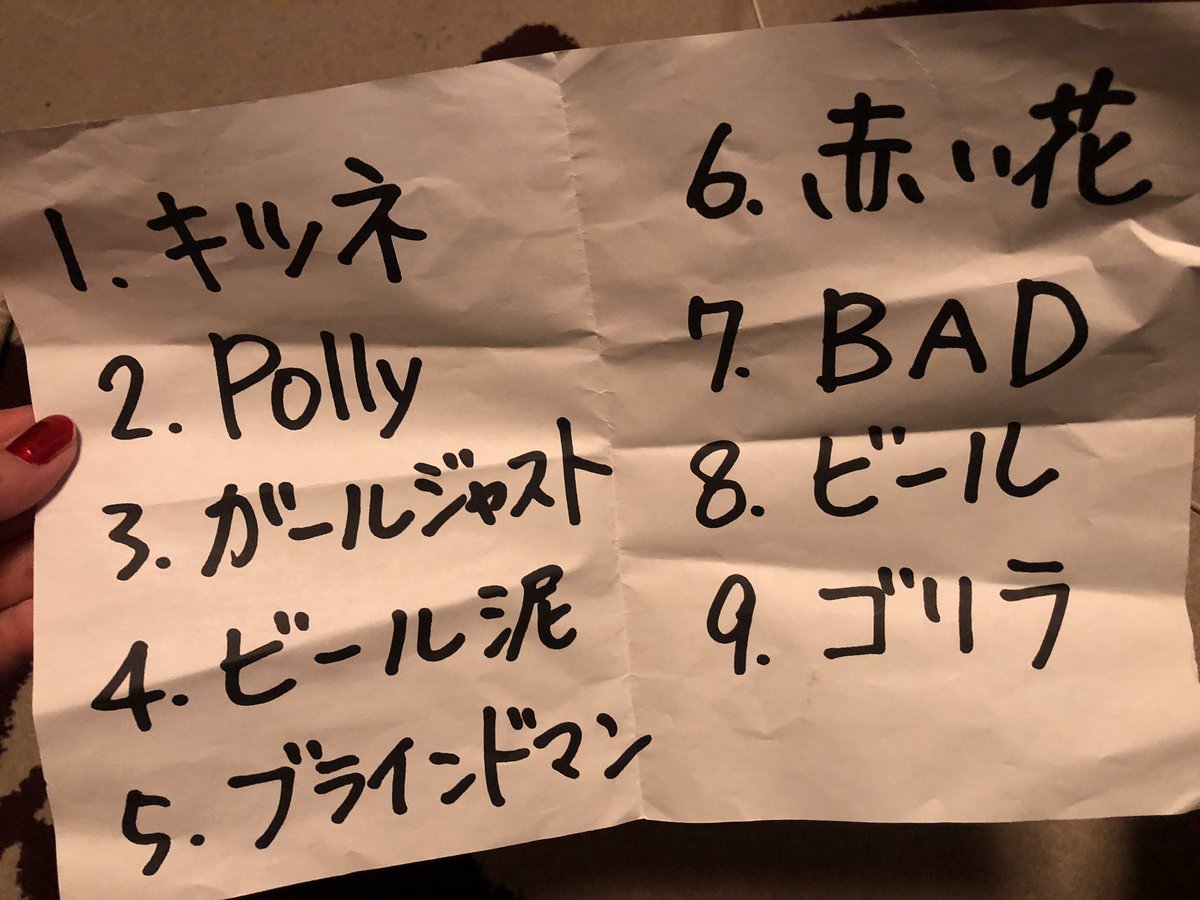 1. キツネ
2. Polly
3. ガールジャスト
4. ビール泥
5. ブラインドマン
6. 赤い花
7. BAD
8. ビール
9. ゴリラ